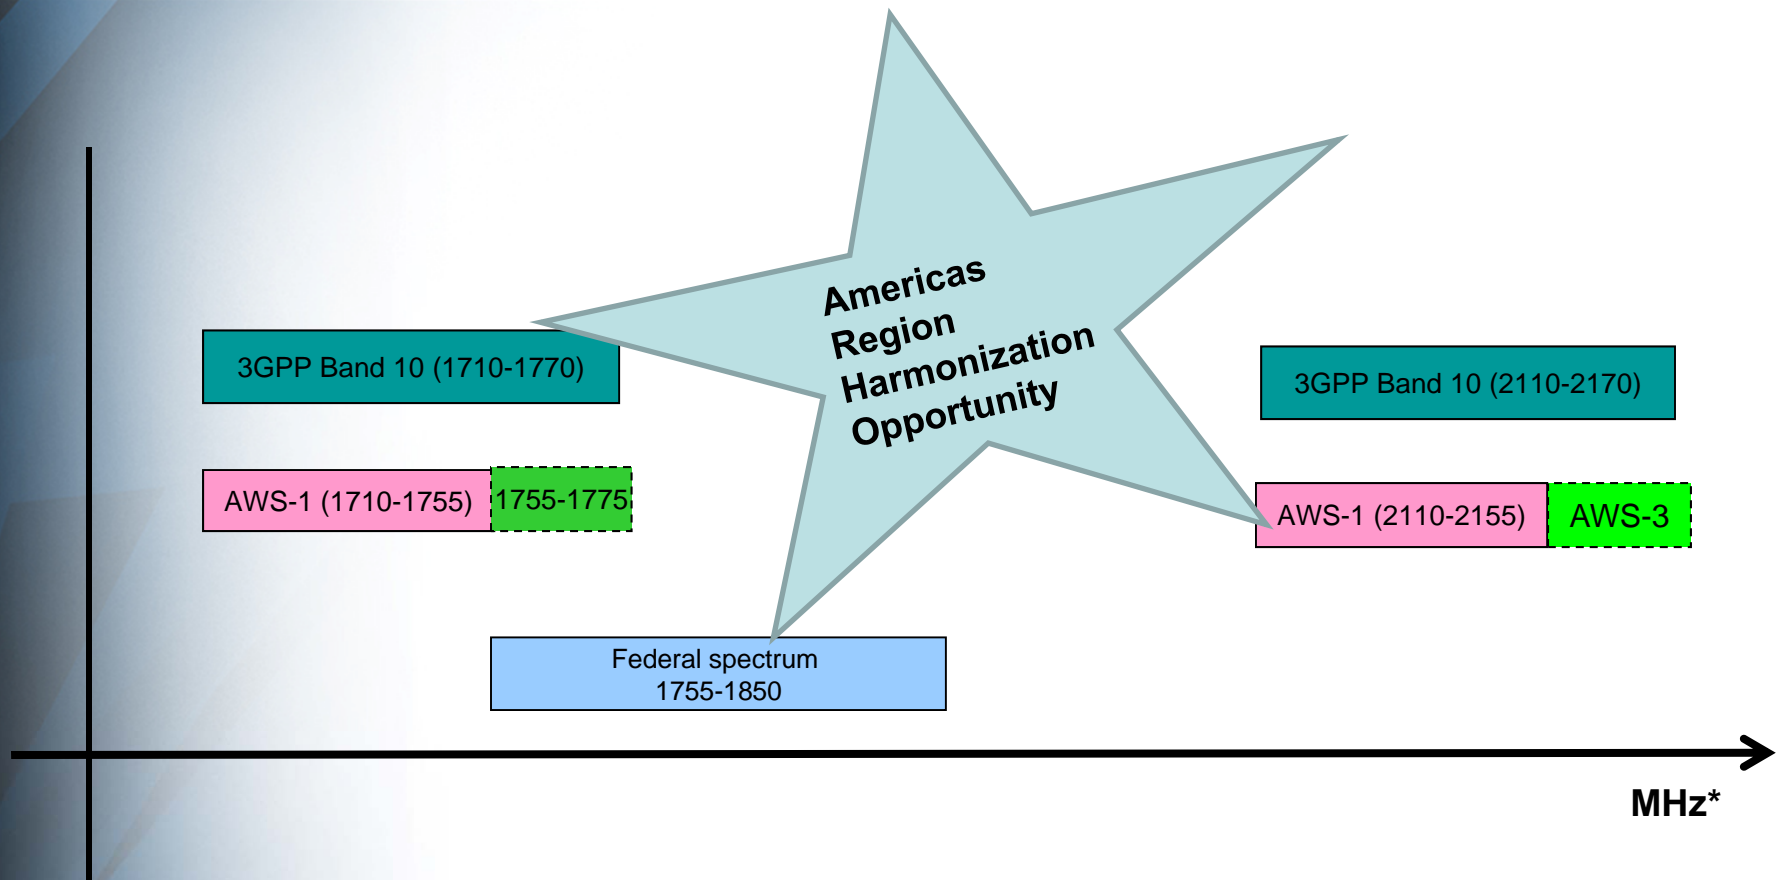 Americas
Region
Harmonization
Opportunity
3GPP Band 10 (1710-1770)
3GPP Band 10 (2110-2170)
AWS-1 (1710-1755)
1755-1775
AWS-1 (2110-2155)
AWS-3
Federal spectrum
1755-1850
MHz*